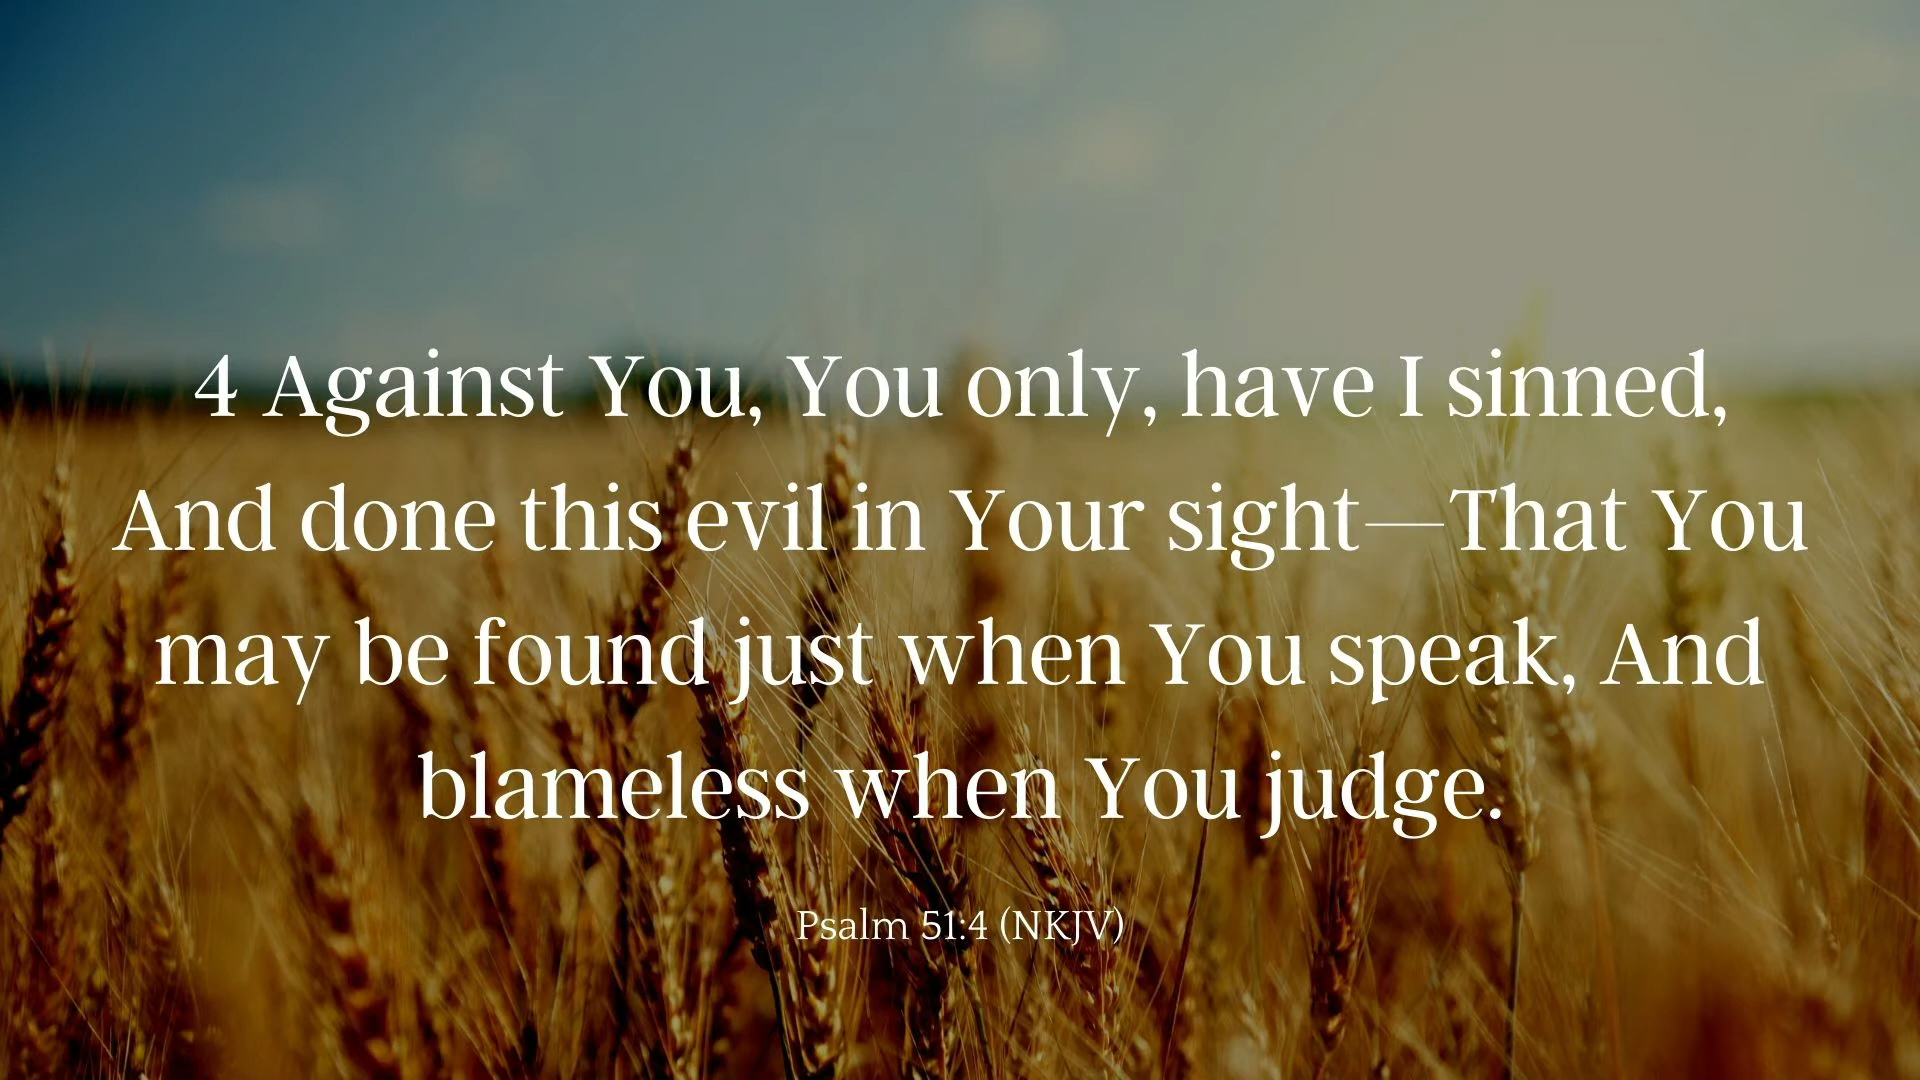 4 Against You, You only, have I sinned,
And done this evil in Your sight—That You
may be found just when You speak, And
blameless when You judge.
Psalm 51:4 (NKJV)